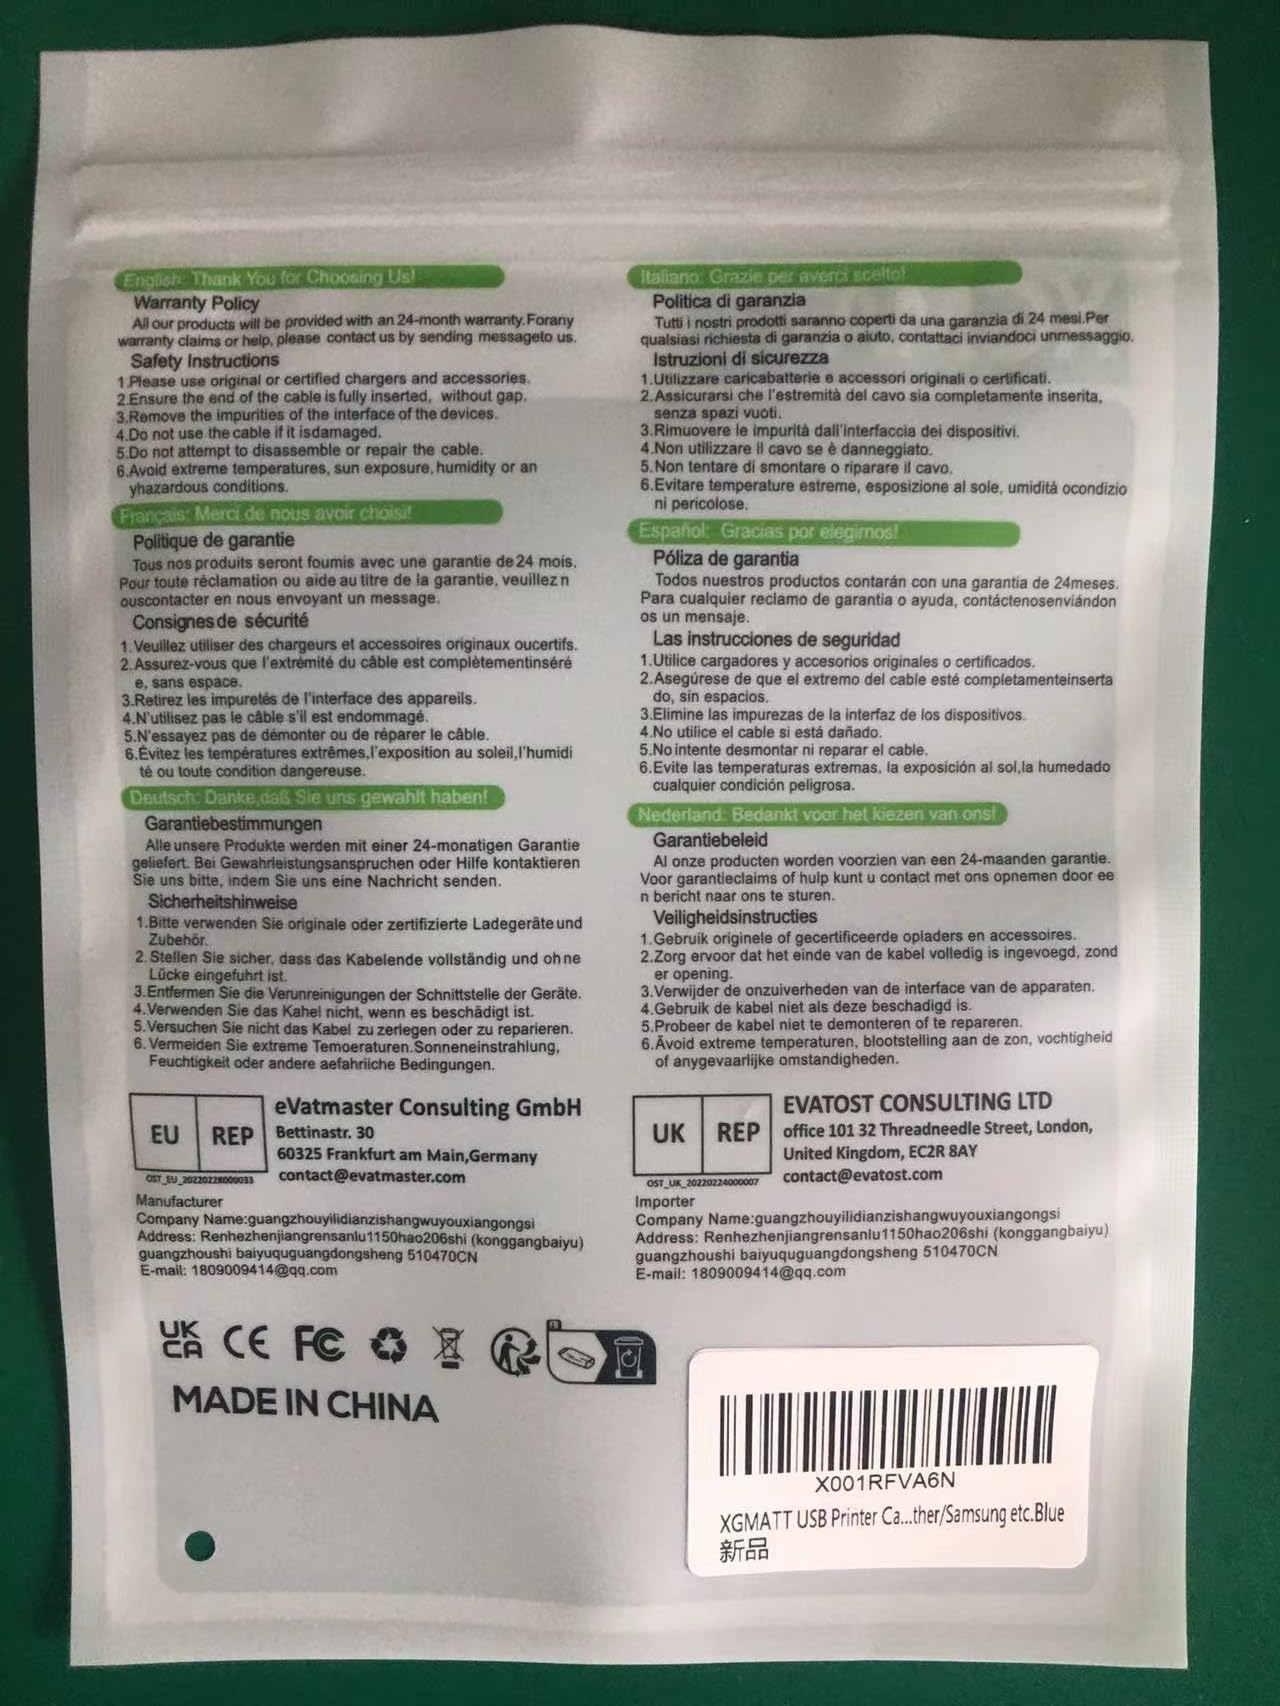 English: Thank You for Choosing Us!
Warranty Policy
All our products will be provided with an 24-month warranty.Forany
warranty claims or help, please contact us by sending messageto us.
Safety Instructions
1.Please use original or certified chargers and accessories.
2.Ensure the end of the cable is fully inserted, without gap.
3.Remove the impurities of the interface of the devices.
4.Do not use the cable if it isdamaged.
5.Do not attempt to disassemble or repair the cable.
6.Avoid extreme temperatures, sun exposure, humidity or an
yhazardous conditions.
Français: Merci de nous avoir choisi!
Politique de garantie
Tous nos produits seront foumis avec une garantie de 24 mois.
Pour toute réclamation ou aide au titre de la garantie, veuillez n
ouscontacter en nous envoyant un message.
Consignes de sécurité
1.Veuillez utiliser des chargeurs et accessoires originaux oucertifs.
2.Assurez-vous que l'extrémité du câble est complètementinséré
e, sans espace.
3.Retirez les impuretés de l'interface des appareils.
4.N'utilisez pas le câble s'il est endommagé.
5.N'essayez pas de démonter ou de réparer le câble.
6.Évitez les températures extrêmes,l'exposition au soleil,l'humidi
té ou toute condition dangereuse.
Deutsch: Danke,daß Sie uns gewahlt haben!
Garantiebestimmungen
Alle unsere Produkte werden mit einer 24-monatigen Garantie
geliefert. Bei Gewahrleistungsanspruchen oder Hilfe kontaktieren
Sie uns bitte, indem Sie uns eine Nachricht senden.
Sicherheitshinweise
1.Bitte verwenden Sie originale oder zertifizierte Ladegeräte und
Zubehör.
2. Stellen Sie sicher, dass das Kabelende vollständig und ohne
Lücke eingefuhrt ist.
3.Entfermen Sie die Verunreinigungen der Schnittstelle der Geräte.
4.Verwenden Sie das Kahel nicht, wenn es beschädigt ist.
5.Versuchen Sie nicht das Kabel zu zerlegen oder zu reparieren.
6.Vermeiden Sie extreme Temoeraturen.Sonneneinstrahlung,
Feuchtigkeit oder andere aefahriiche Bedingungen.
EU REP
OST_EU_20220228000033
eVatmaster Consulting GmbH
Bettinastr. 30
60325 Frankfurt am Main,Germany
contact@evatmaster.com
Manufacturer
Company Name:guangzhouyilidianzishangwuyouxiangongsi
Address: Renhezhenjiangrensanlu1150hao206shi (konggangbaiyu)
guangzhoushi baiyuquguangdongsheng 510470CN
E-mail: 1809009414@qq.com
Italiano: Grazie per averci scelto!
Politica di garanzia
Tutti i nostri prodotti saranno coperti da una garanzia di 24 mesi.Per
qualsiasi richiesta di garanzia o aiuto, contattaci inviandoci unmessaggio.
Istruzioni di sicurezza
1.Utilizzare caricabatterie e accessori originali o certificati.
2.Assicurarsi che l'estremità del cavo sia completamente inserita,
senza spazi vuoti.
3.Rimuovere le impurità dall'interfaccia dei dispositivi.
4.Non utilizzare il cavo se è danneggiato.
5.Non tentare di smontare o riparare il cavo.
6.Evitare temperature estreme, esposizione al sole, umidità ocondizio
ni pericolose.
Español: Gracias por elegirnos!
Póliza de garantia
Todos nuestros productos contarán con una garantia de 24meses.
Para cualquier reclamo de garantia o ayuda, contáctenosenviándon
os un mensaje.
Las instrucciones de seguridad
1.Utilice cargadores y accesorios originales o certificados.
2.Asegúrese de que el extremo del cable esté completamenteinserta
do, sin espacios.
3.Elimine las impurezas de la interfaz de los dispositivos.
4.No utilice el cable si está dañado.
5.No intente desmontar ni reparar el cable.
6.Evite las temperaturas extremas, la exposición al sol,la humedado
cualquier condición peligrosa.
Nederland: Bedankt voor het kiezen van ons!
Garantiebeleid
Al onze producten worden voorzien van een 24-maanden garantie.
Voor garantieclaims of hulp kunt u contact met ons opnemen door ee
n bericht naar ons te sturen.
Veiligheidsinstructies
1.Gebruik originele of gecertificeerde opladers en accessoires.
2.Zorg ervoor dat het einde van de kabel volledig is ingevoegd, zond
er opening.
3.Verwijder de onzuiverheden van de interface van de apparaten.
4.Gebruik de kabel niet als deze beschadigd is.
5.Probeer de kabel niet te demonteren of te repareren.
6.Avoid extreme temperaturen, blootstelling aan de zon, vochtigheid
of anygevaarlijke omstandigheden.
UK REP
OST_UK_20220224000007
EVATOST CONSULTING LTD
office 101 32 Threadneedle Street, London,
United Kingdom, EC2R 8AY
contact@evatost.com
Importer
Company Name:guangzhouyilidianzishangwuyouxiangongsi
Address: Renhezhenjiangrensanlu1150hao206shi (konggangbaiyu)
guangzhoushi baiyuquguangdongsheng 510470CN
E-mail: 1809009414@qq.com
UK
CA CE FC
MADE IN CHINA
X001RFVA6N
XGMATT USB Printer Ca...ther/Samsung etc.Blue
新品